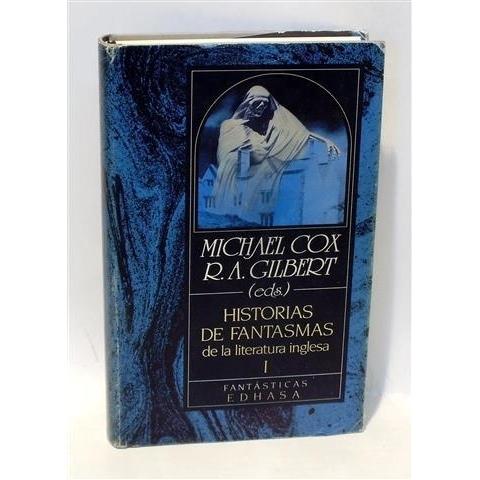 MICHAEL COX
R. A. GILBERT
(eds.)
HISTORIAS
DE FANTASMAS
de la literatura inglesa
I
FANTÁSTICAS
EDHASA